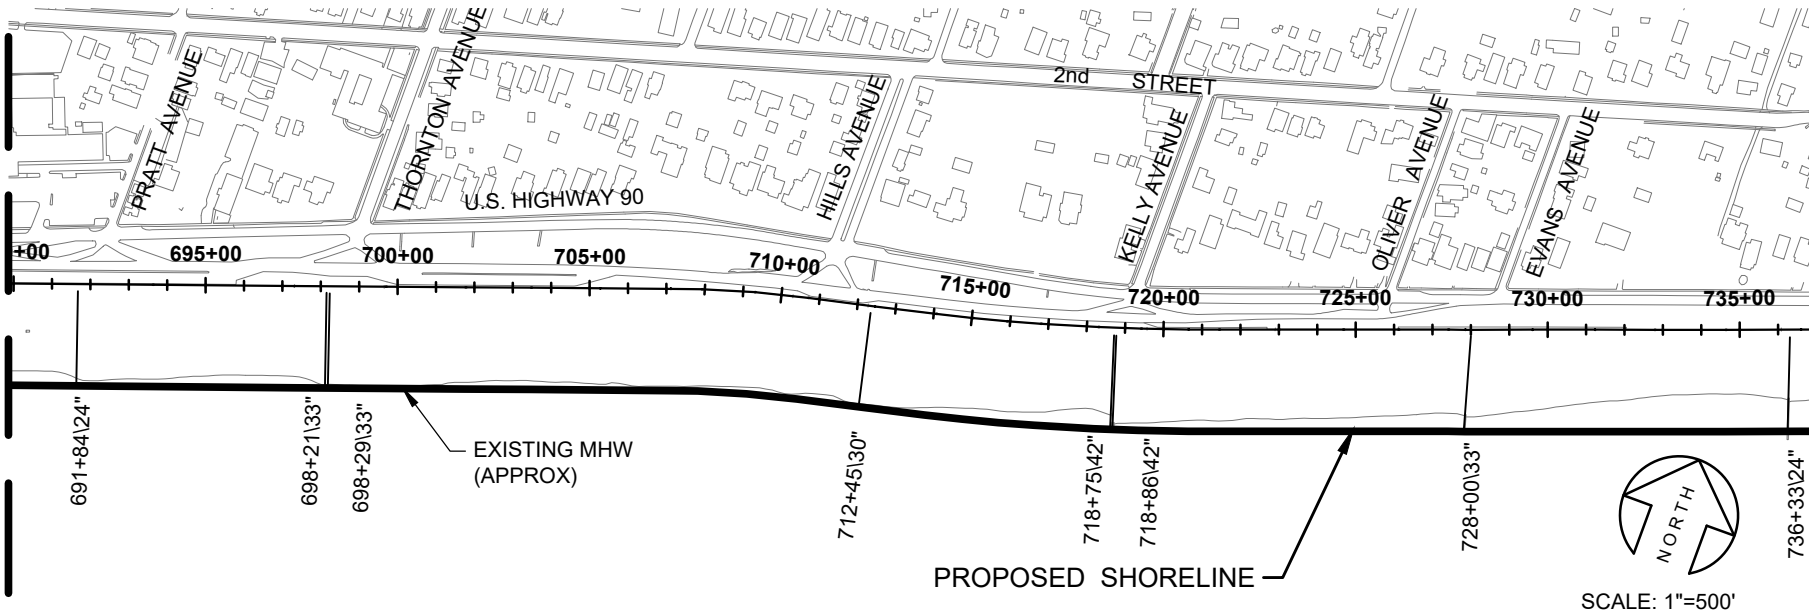 PRATT AVENUE
THORNTON AVENUE
HILLS AVENUE
2nd STREET
KELLY AVENUE
OLIVER AVENUE
EVANS AVENUE
U.S. HIGHWAY 90
+00
695+00
700+00
705+00
710+00
715+00
720+00
725+00
730+00
735+00
691+84\24"
698+21\33"
698+29\33"
EXISTING MHW
(APPROX)
712+45\30"
718+75\42"
718+86\42"
728+00\33"
736+33\24"
NORTH
PROPOSED SHORELINE
SCALE: 1"=500'